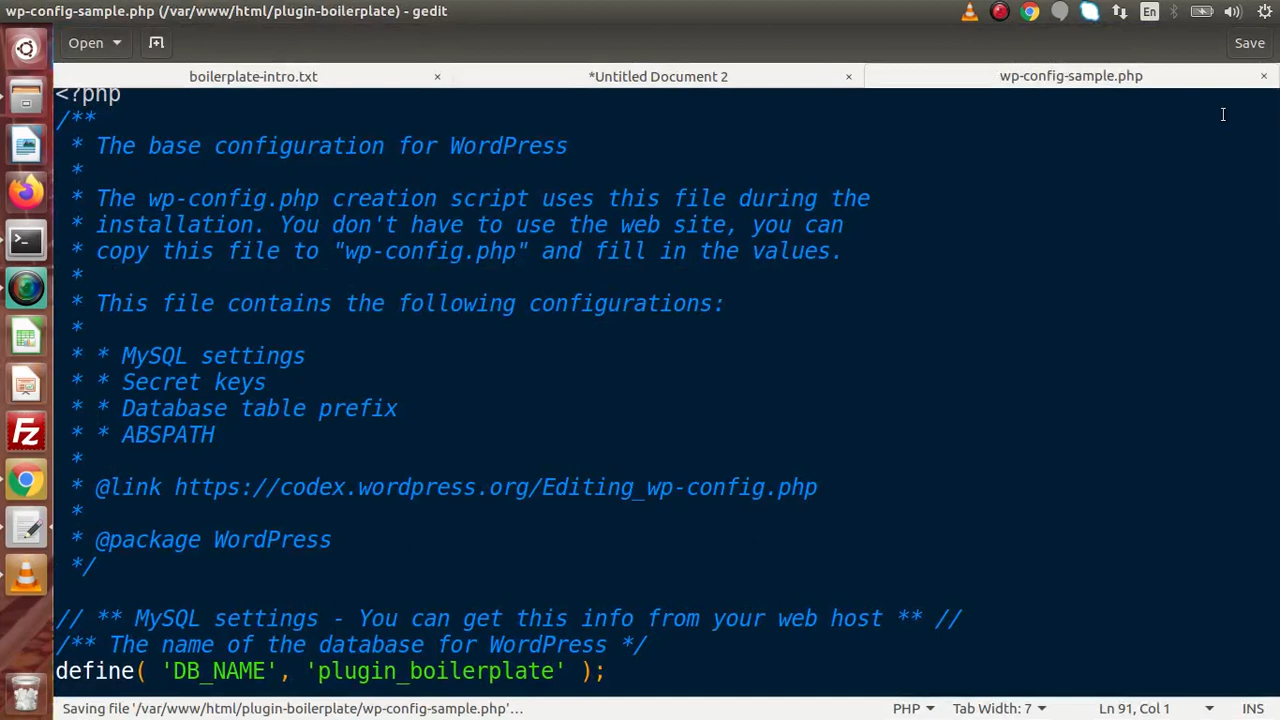 wp-config-sample.php (/var/www/html/plugin-boilerplate) - gedit
En
Open
Save
boilerplate-intro.txt × *Untitled Document 2 × wp-config-sample.php ×
<?php
/**
* The base configuration for WordPress
*
* The wp-config.php creation script uses this file during the
* installation. You don't have to use the web site, you can
* copy this file to "wp-config.php" and fill in the values.
*
* This file contains the following configurations:
*
* * MySQL settings
* * Secret keys
* * Database table prefix
* * ABSPATH
*
* @link https://codex.wordpress.org/Editing_wp-config.php
*
* @package WordPress
*/
// ** MySQL settings - You can get this info from your web host ** //
/** The name of the database for WordPress */
define( 'DB_NAME', 'plugin_boilerplate' );
Fz
Saving file '/var/www/html/plugin-boilerplate/wp-config-sample.php'… PHP Tab Width: 7 Ln 91, Col 1 INS